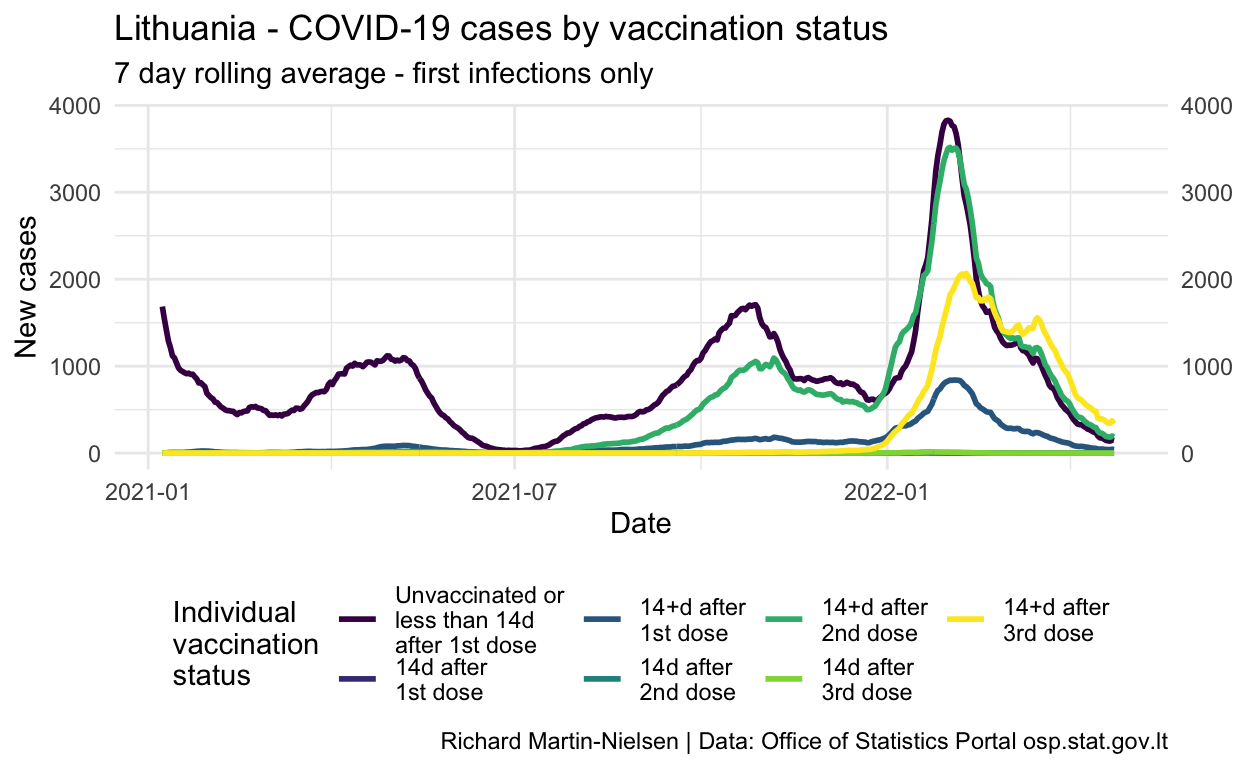 Lithuania - COVID-19 cases by vaccination status
7 day rolling average - first infections only
4000
3000
2000
1000
0
New cases
4000
3000
2000
1000
0
2021-01
2021-07
2022-01
Date
Individual
vaccination
status
Unvaccinated or
less than 14d
after 1st dose
14d after
1st dose
14+d after
1st dose
14d after
2nd dose
14+d after
2nd dose
14d after
3rd dose
14+d after
3rd dose
Richard Martin-Nielsen | Data: Office of Statistics Portal osp.stat.gov.lt